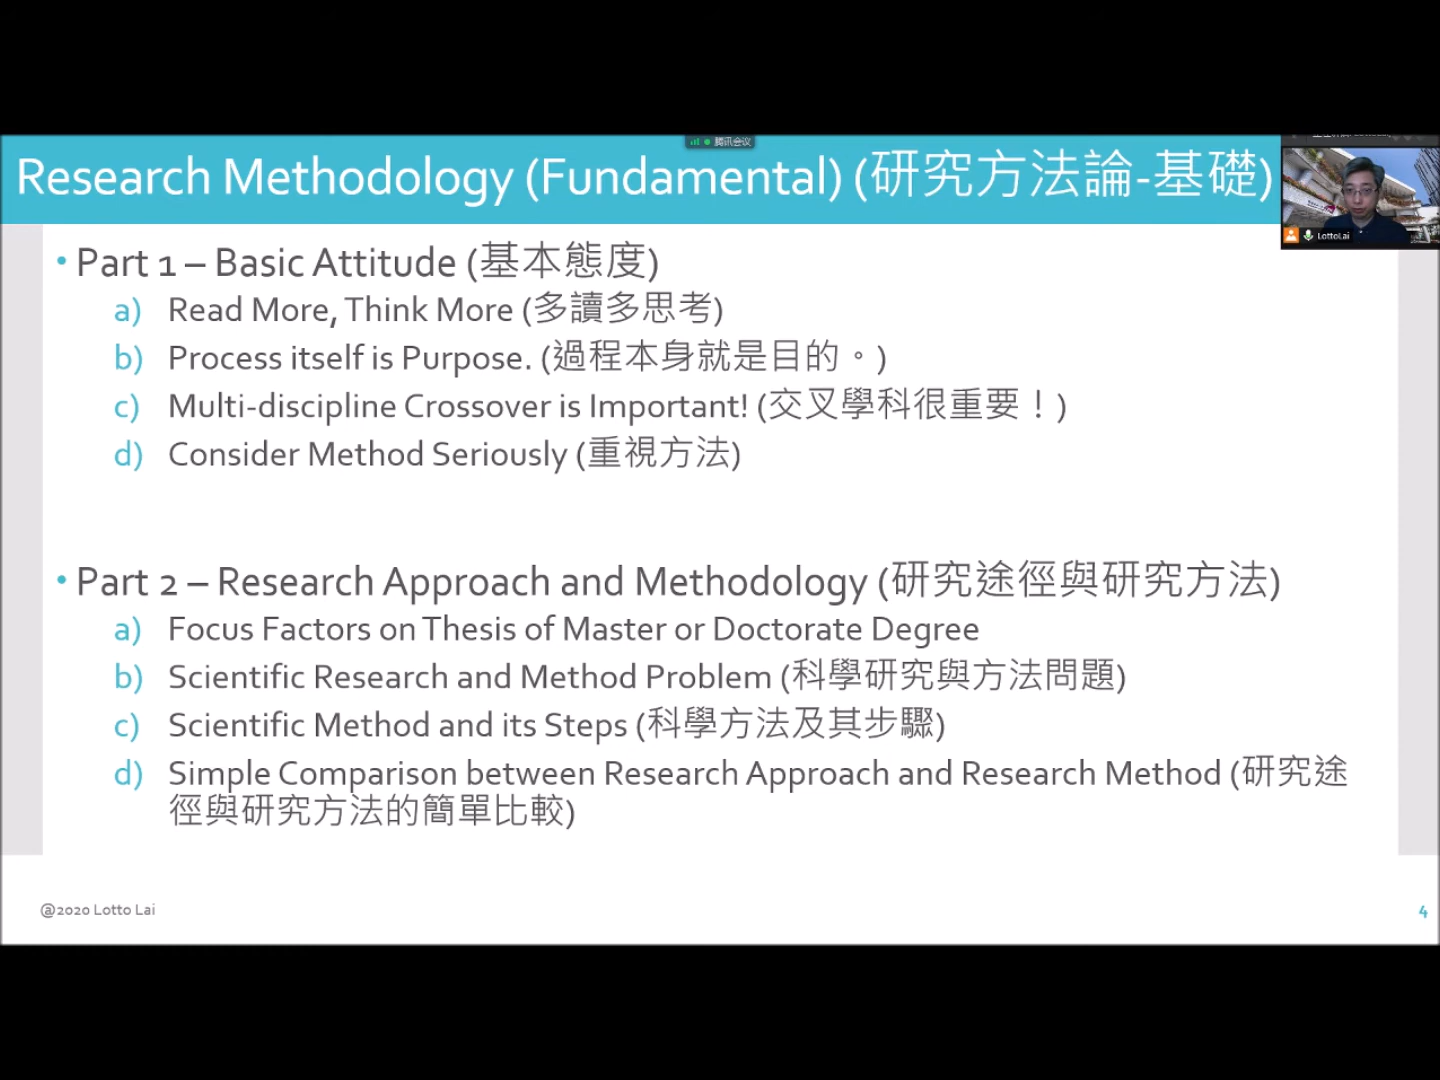 腾讯会议
Research Methodology (Fundamental) (研究方法論-基礎)
LottoLai
• Part 1 – Basic Attitude (基本態度)
a) Read More, Think More (多讀多思考)
b) Process itself is Purpose. (過程本身就是目的。)
c) Multi-discipline Crossover is Important! (交叉學科很重要！)
d) Consider Method Seriously (重視方法)
• Part 2 – Research Approach and Methodology (研究途徑與研究方法)
a) Focus Factors on Thesis of Master or Doctorate Degree
b) Scientific Research and Method Problem (科學研究與方法問題)
c) Scientific Method and its Steps (科學方法及其步驟)
d) Simple Comparison between Research Approach and Research Method (研究途
徑與研究方法的簡單比較)
@2020 Lotto Lai
4